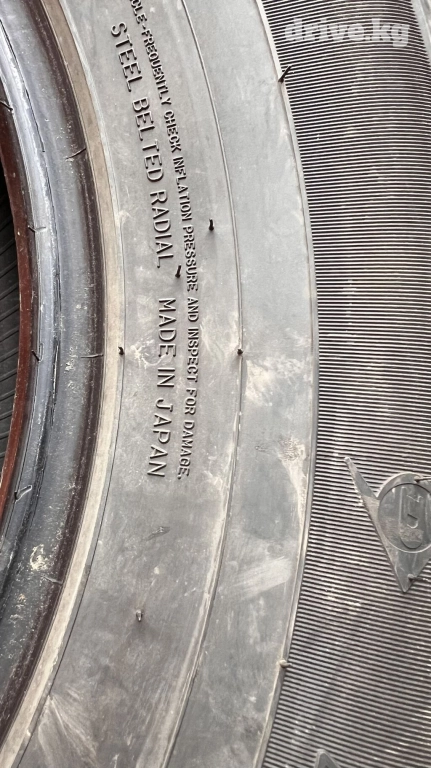 drive.kg
FREQUENTLY CHECK INFLATION PRESSURE AND INSPECT FOR DAMAGE.
STEEL BELTED RADIAL. MADE IN JAPAN